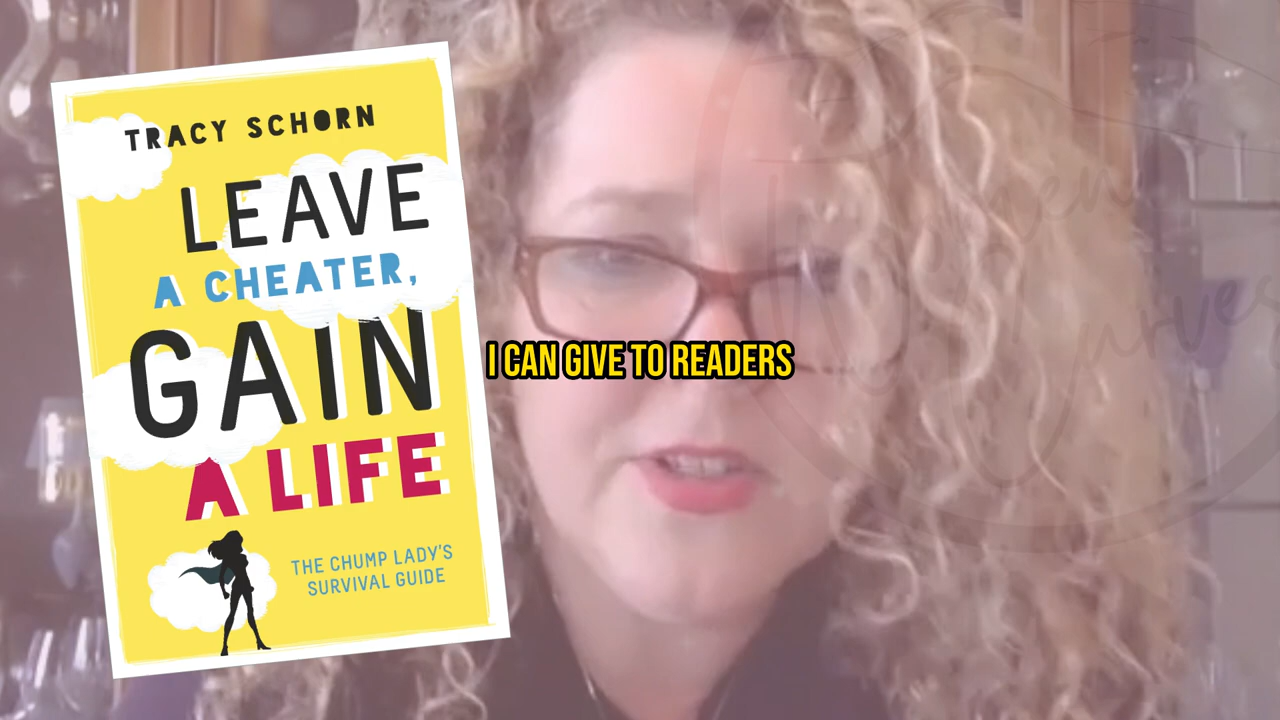 TRACY SCHORN
LEAVE
A CHEATER,
GAIN
A LIFE
THE CHUMP LADY'S
SURVIVAL GUIDE
I CAN GIVE TO READERS